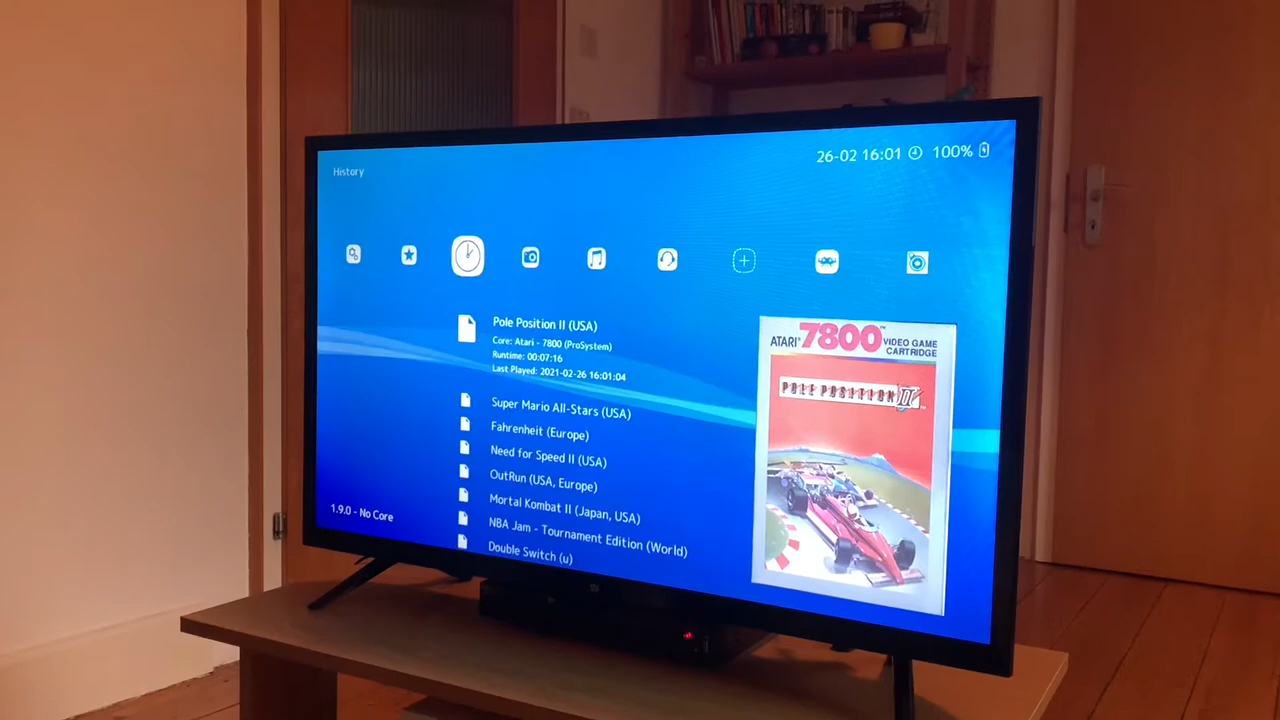 26-02 16:01 100%
History
Pole Position II (USA)
Core: Atari - 7800 (ProSystem)
Runtime: 00:07:16
Last Played: 2021-02-26 16:01:04
Super Mario All-Stars (USA)
Fahrenheit (Europe)
Need for Speed II (USA)
OutRun (USA, Europe)
Mortal Kombat II (Japan, USA)
NBA Jam - Tournament Edition (World)
Double Switch (u)
1.9.0 - No Core
ATARI® 7800™ VIDEO GAME
CARTRIDGE
POLE POSITION II™